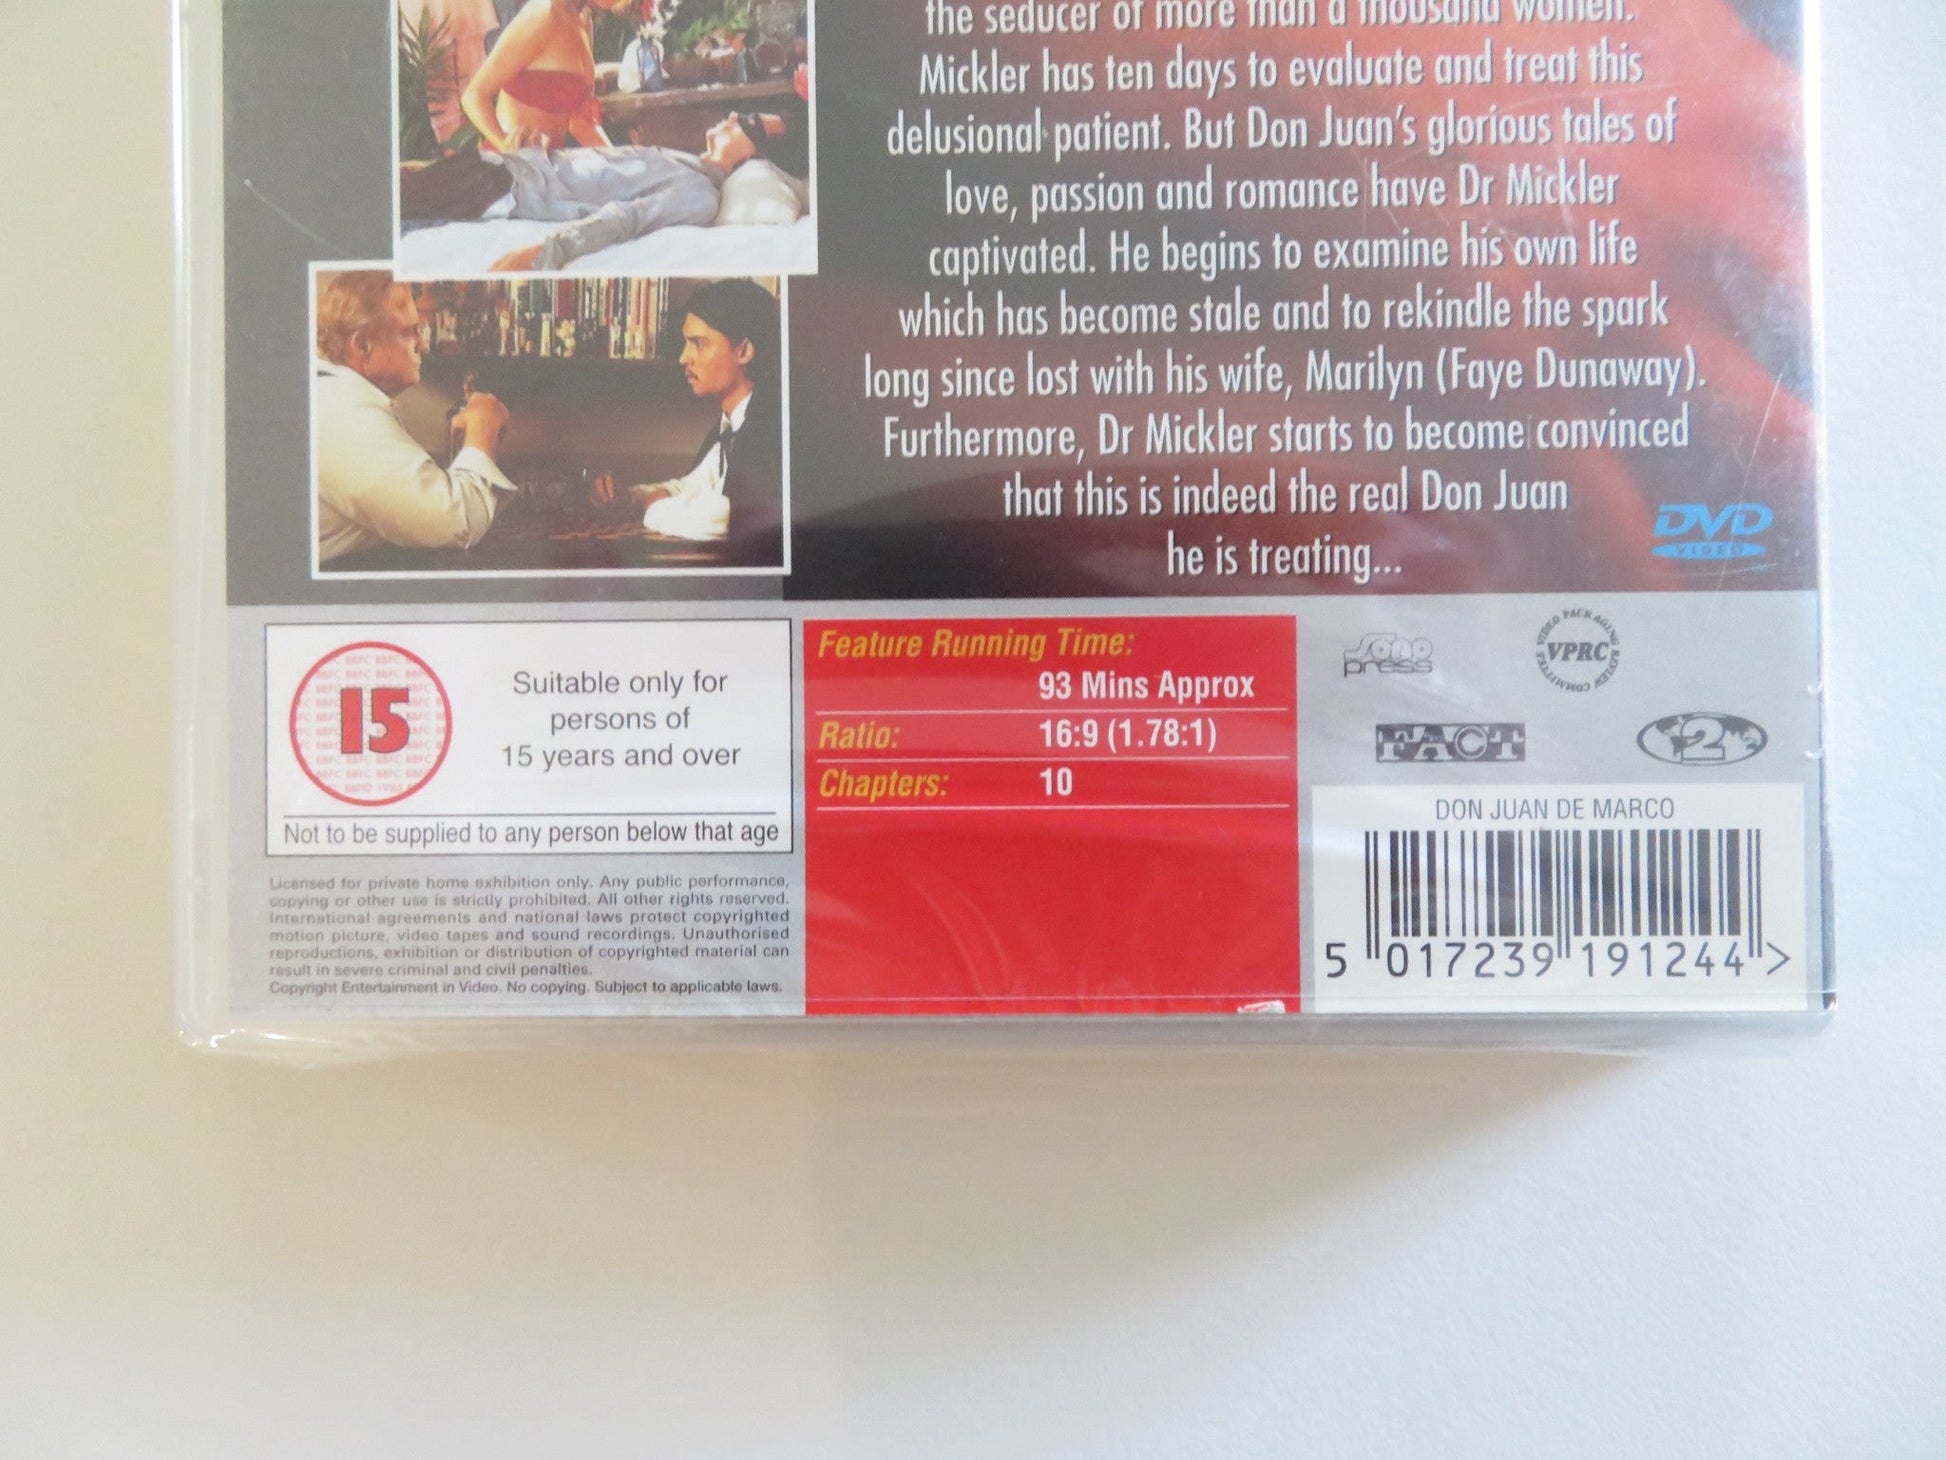 the seducer of more than a thousand women.
Mickler has ten days to evaluate and treat this
delusional patient. But Don Juan's glorious tales of
love, passion and romance have Dr Mickler
captivated. He begins to examine his own life
which has become stale and to rekindle the spark
long since lost with his wife, Marilyn (Faye Dunaway).
Furthermore, Dr Mickler starts to become convinced
that this is indeed the real Don Juan
he is treating...
DVD
VIDEO
15
Suitable only for
persons of
15 years and over
Not to be supplied to any person below that age
Licensed for private home exhibition only. Any public performance,
copying or other use is strictly prohibited. All other rights reserved.
International agreements and national laws protect copyrighted
motion picture, video tapes and sound recordings. Unauthorised
reproductions, exhibition or distribution of copyrighted material can
result in severe criminal and civil penalties.
Copyright Entertainment in Video. No copying. Subject to applicable laws.
Feature Running Time:
93 Mins Approx
Ratio: 16:9 (1.78:1)
Chapters: 10
Sono
press
VIDEO PACKAGING REVIEW COMMITTEE
VPRC
FACT
2
DON JUAN DE MARCO
5 017239 191244 >